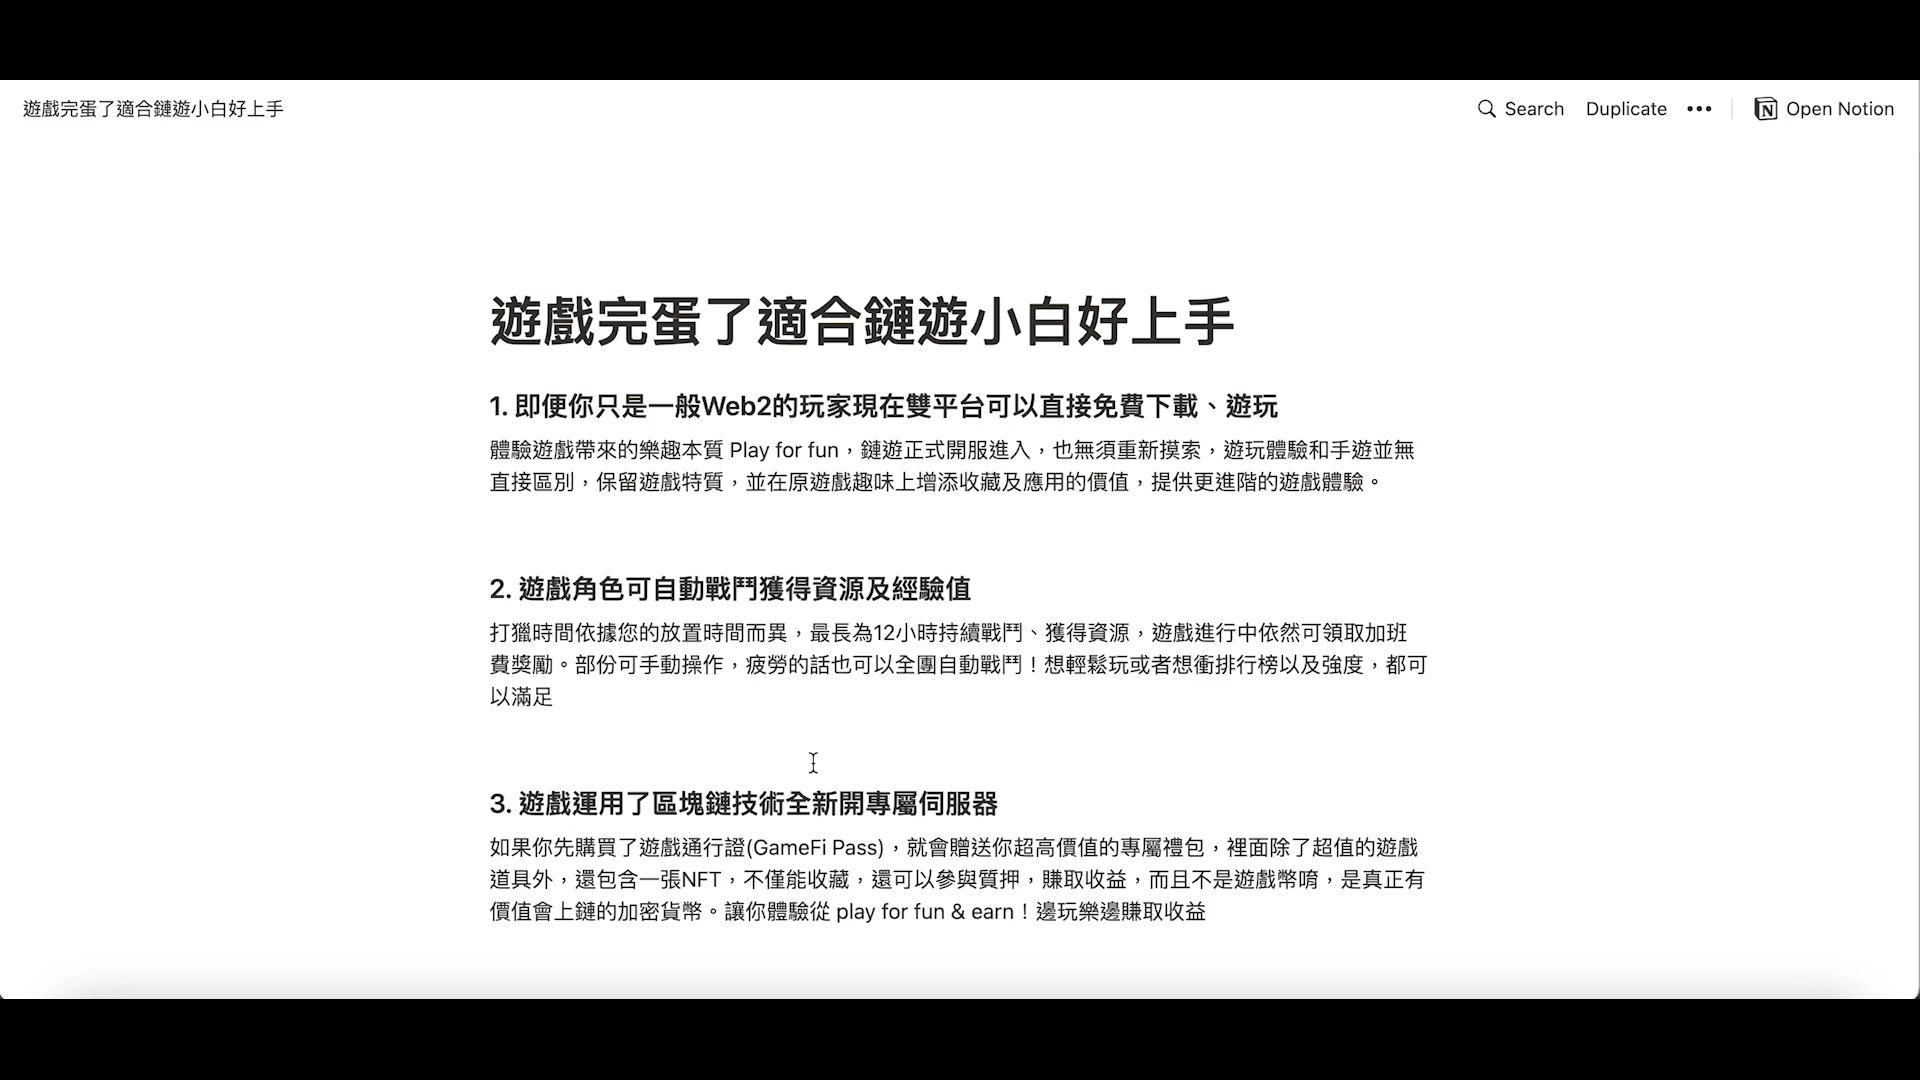 遊戲完蛋了適合鏈遊小白好上手
Search Duplicate ••• Open Notion
遊戲完蛋了適合鏈遊小白好上手
1. 即便你只是一般Web2的玩家現在雙平台可以直接免費下載、遊玩
體驗遊戲帶來的樂趣本質 Play for fun，鏈遊正式開服進入，也無須重新摸索，遊玩體驗和手遊並無
直接區別，保留遊戲特質，並在原遊戲趣味上增添收藏及應用的價值，提供更進階的遊戲體驗。
2. 遊戲角色可自動戰鬥獲得資源及經驗值
打獵時間依據您的放置時間而異，最長為12小時持續戰鬥、獲得資源，遊戲進行中依然可領取加班
費獎勵。部份可手動操作，疲勞的話也可以全團自動戰鬥！想輕鬆玩或者想衝排行榜以及強度，都可
以滿足
3. 遊戲運用了區塊鏈技術全新開專屬伺服器
如果你先購買了遊戲通行證(GameFi Pass)，就會贈送你超高價值的專屬禮包，裡面除了超值的遊戲
道具外，還包含一張NFT，不僅能收藏，還可以參與質押，賺取收益，而且不是遊戲幣唷，是真正有
價值會上鏈的加密貨幣。讓你體驗從 play for fun & earn！邊玩樂邊賺取收益